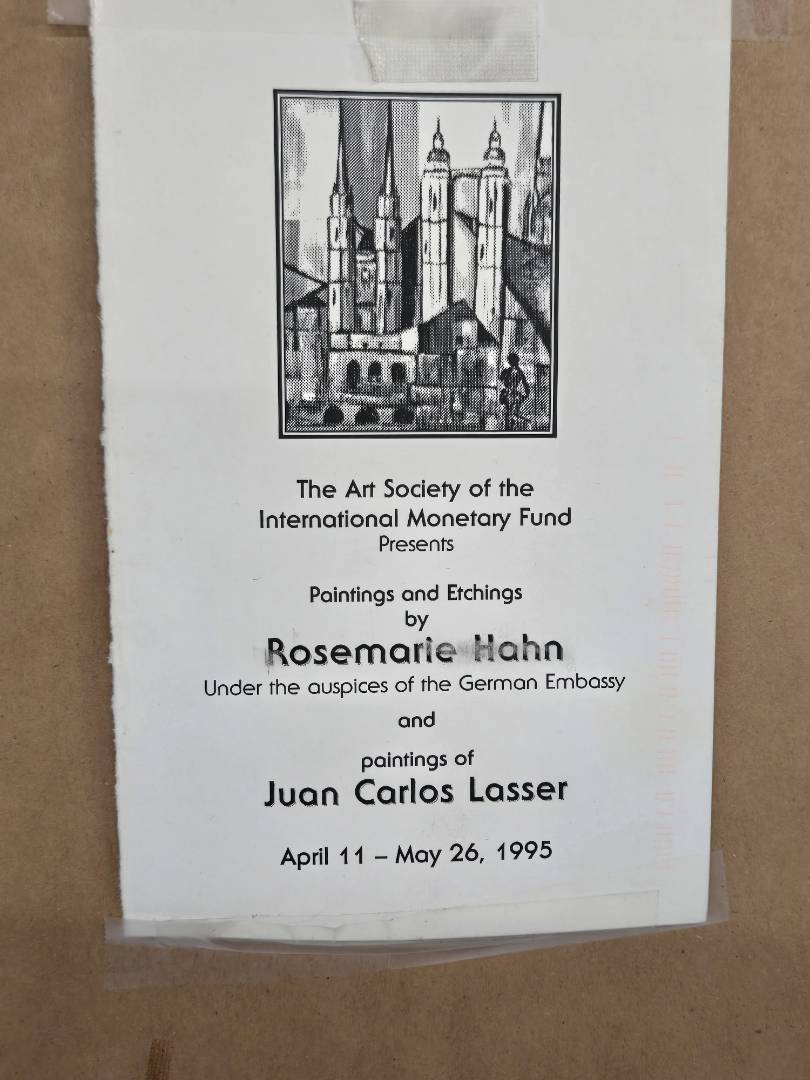 The Art Society of the
International Monetary Fund
Presents
Paintings and Etchings
by
Rosemarie Hahn
Under the auspices of the German Embassy
and
paintings of
Juan Carlos Lasser
April 11 – May 26, 1995